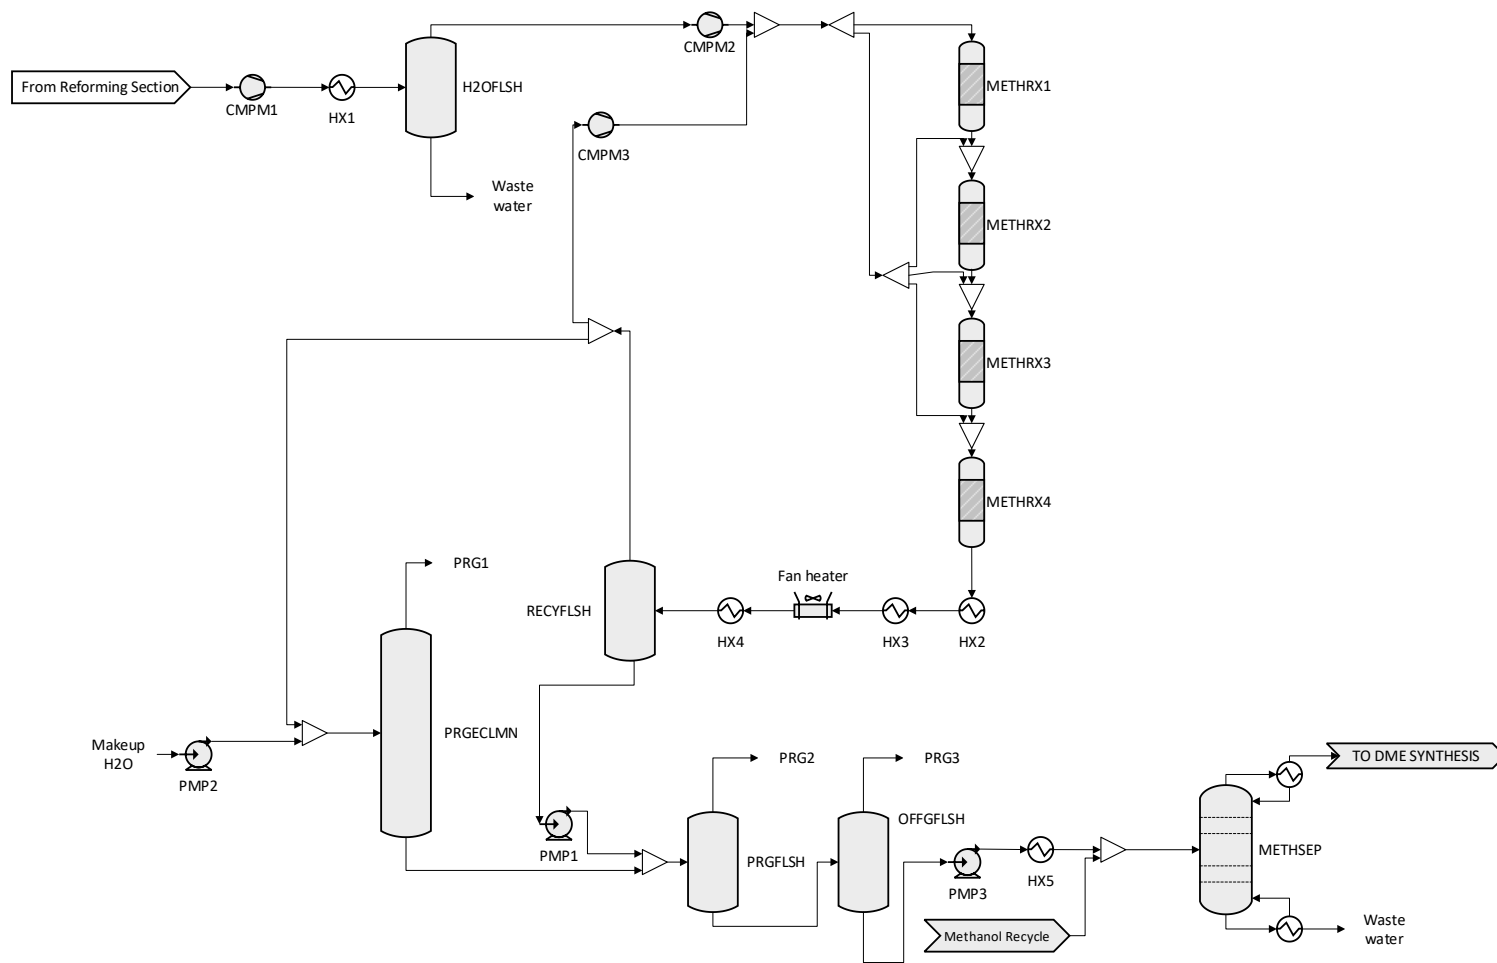 CMPM2
From Reforming Section
CMPM1
HX1
H2OFLSH
METHRX1
CMPM3
Waste
water
METHRX2
METHRX3
METHRX4
PRG1
Fan heater
RECYFLSH
HX4
HX3
HX2
Makeup
H2O
PMP2
PRGECLMN
PRG2
PRG3
TO DME SYNTHESIS
OFFGFLSH
PMP1
PRGFLSH
PMP3
HX5
METHSEP
Methanol Recycle
Waste
water